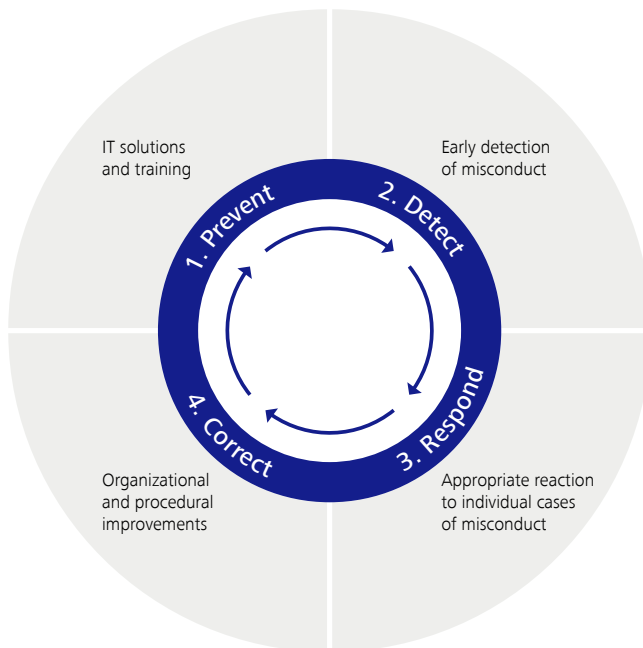 IT solutions
and training
1. Prevent
Early detection
of misconduct
2. Detect
3. Respond
Appropriate reaction
to individual cases
of misconduct
4. Correct
Organizational
and procedural
improvements